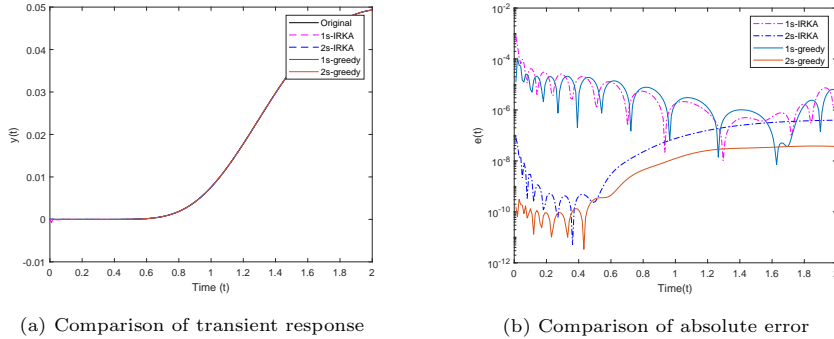 0.05
0.04
0.03
0.02
0.01
0
-0.01
y(t)
0 0.2 0.4 0.6 0.8 1 1.2 1.4 1.6 1.8 2
Time (t)
Original
1s-IRKA
2s-IRKA
1s-greedy
2s-greedy
(a) Comparison of transient response
10-2
10-4
10-6
10-8
10-10
10-12
e(t)
0 0.2 0.4 0.6 0.8 1 1.2 1.4 1.6 1.8 2.0
Time(t)
1s-IRKA
2s-IRKA
1s-greedy
2s-greedy
(b) Comparison of absolute error